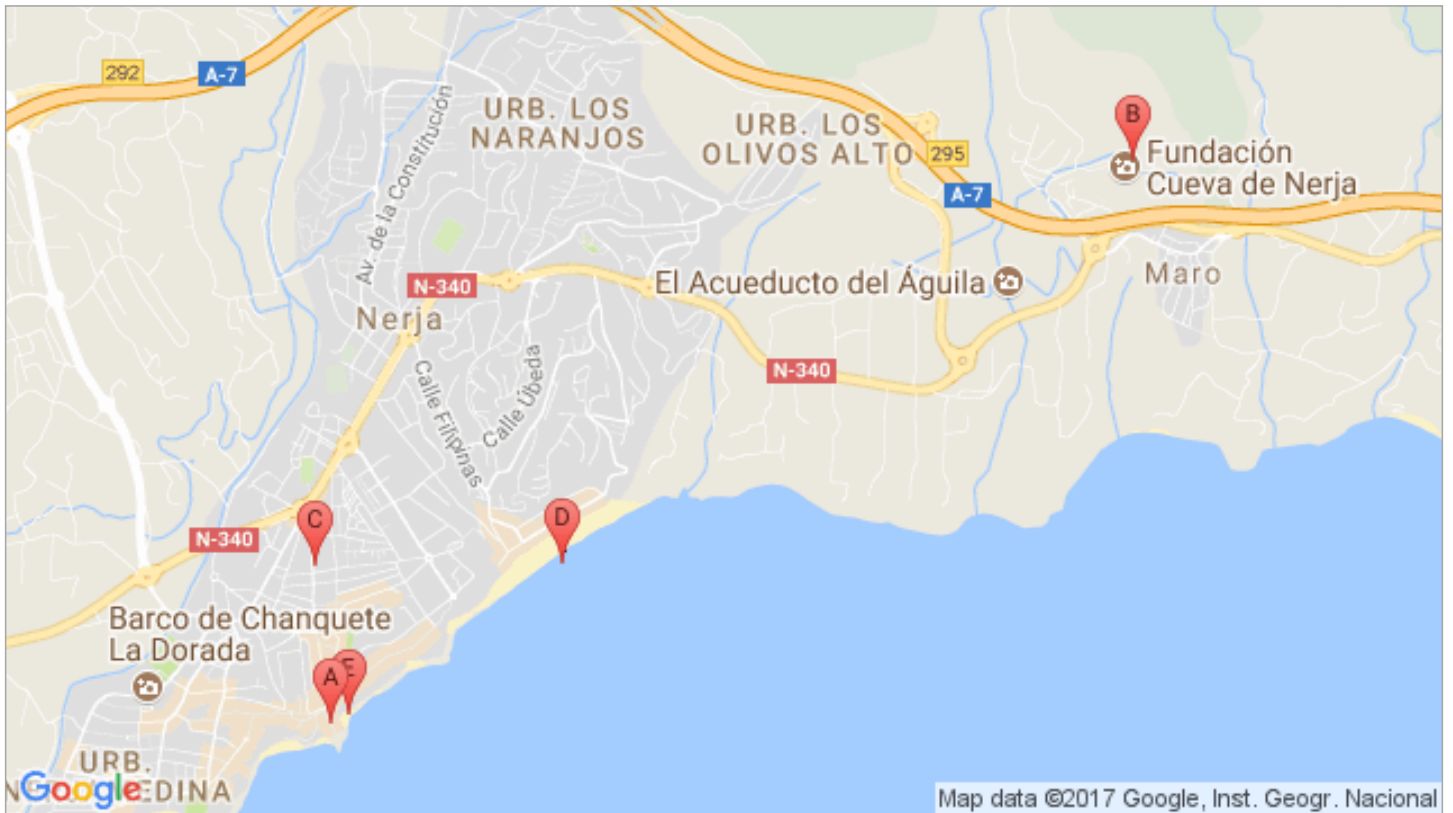 292
A-7
URB. LOS
NARANJOS
Av. de la Constitución
URB. LOS
OLIVOS ALTO
295
A-7
B
Fundación
Cueva de Nerja
El Acueducto del Águila
Maro
N-340
Nerja
N-340
Calle Filipinas
Calle Úbeda
C
D
N-340
Barco de Chanquete
La Dorada
A
E
URB.
EDINA
Google
Map data ©2017 Google, Inst. Geogr. Nacional